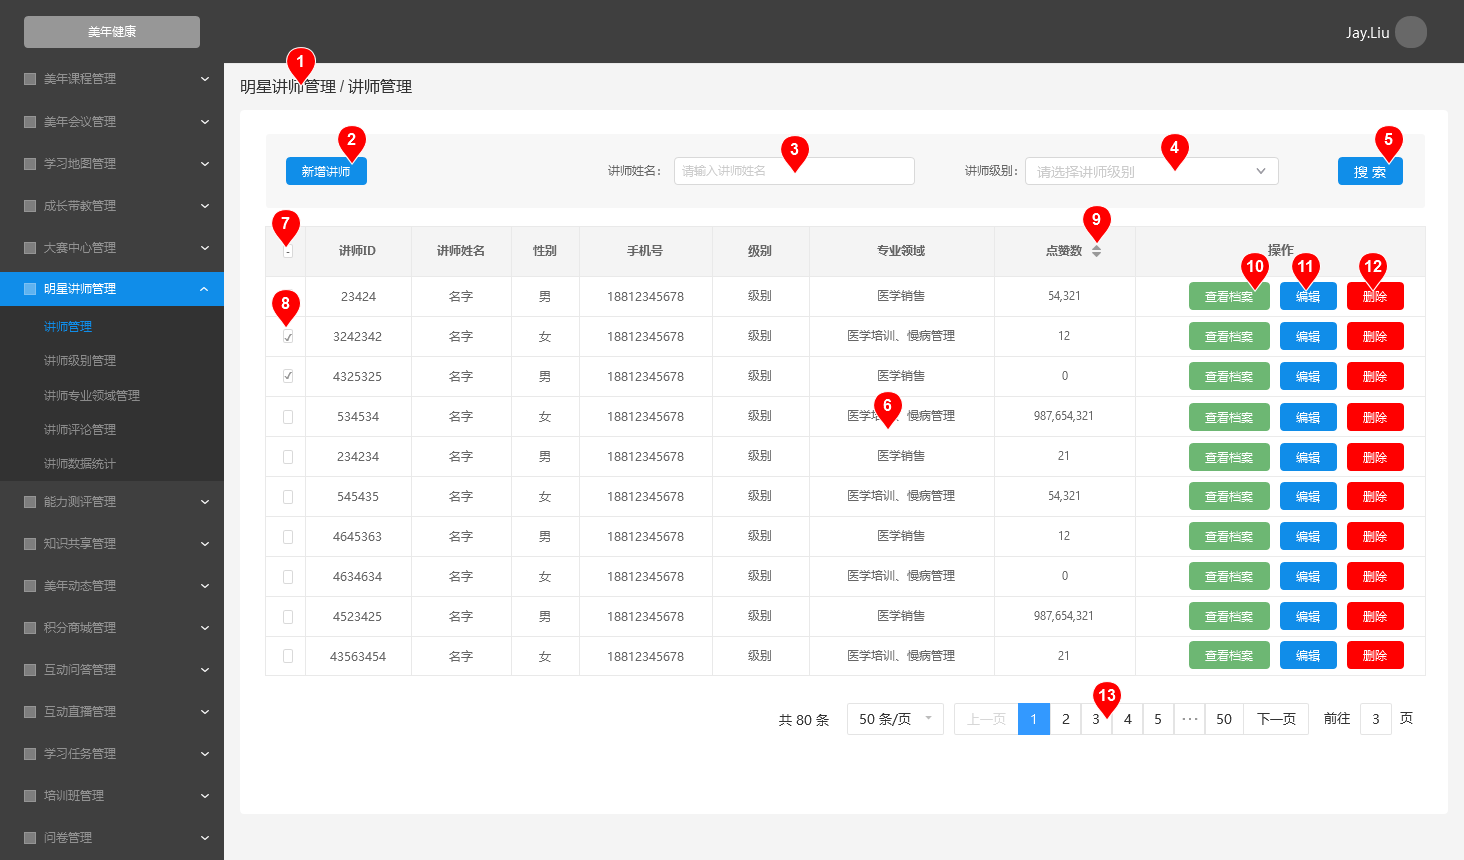 美年健康
Jay.Liu
美年课程管理
美年会议管理
学习地图管理
成长带教管理
大赛中心管理
明星讲师管理
讲师管理
讲师级别管理
讲师专业领域管理
讲师评论管理
讲师数据统计
能力测评管理
知识共享管理
美年动态管理
积分商城管理
互动问答管理
互动直播管理
学习任务管理
培训班管理
问卷管理
1
明星讲师管理 / 讲师管理
2 3 4 5
新增讲师 讲师姓名: 请输入讲师姓名 讲师级别: 请选择讲师级别 搜 索
7 9
讲师ID 讲师姓名 性别 手机号 级别 专业领域 点赞数 操作
10 11 12
23424 名字 男 18812345678 级别 医学销售 54,321 查看档案 编辑 删除
8
3242342 名字 女 18812345678 级别 医学培训、慢病管理 12 查看档案 编辑 删除
4325325 名字 男 18812345678 级别 医学销售 0 查看档案 编辑 删除
6
534534 名字 女 18812345678 级别 医学培训、慢病管理 987,654,321 查看档案 编辑 删除
234234 名字 男 18812345678 级别 医学销售 21 查看档案 编辑 删除
545435 名字 女 18812345678 级别 医学培训、慢病管理 54,321 查看档案 编辑 删除
4645363 名字 男 18812345678 级别 医学销售 12 查看档案 编辑 删除
4634634 名字 女 18812345678 级别 医学培训、慢病管理 0 查看档案 编辑 删除
4523425 名字 男 18812345678 级别 医学销售 987,654,321 查看档案 编辑 删除
43563454 名字 女 18812345678 级别 医学培训、慢病管理 21 查看档案 编辑 删除
13
共 80 条 50 条/页 上一页 1 2 3 4 5 ··· 50 下一页 前往 3 页